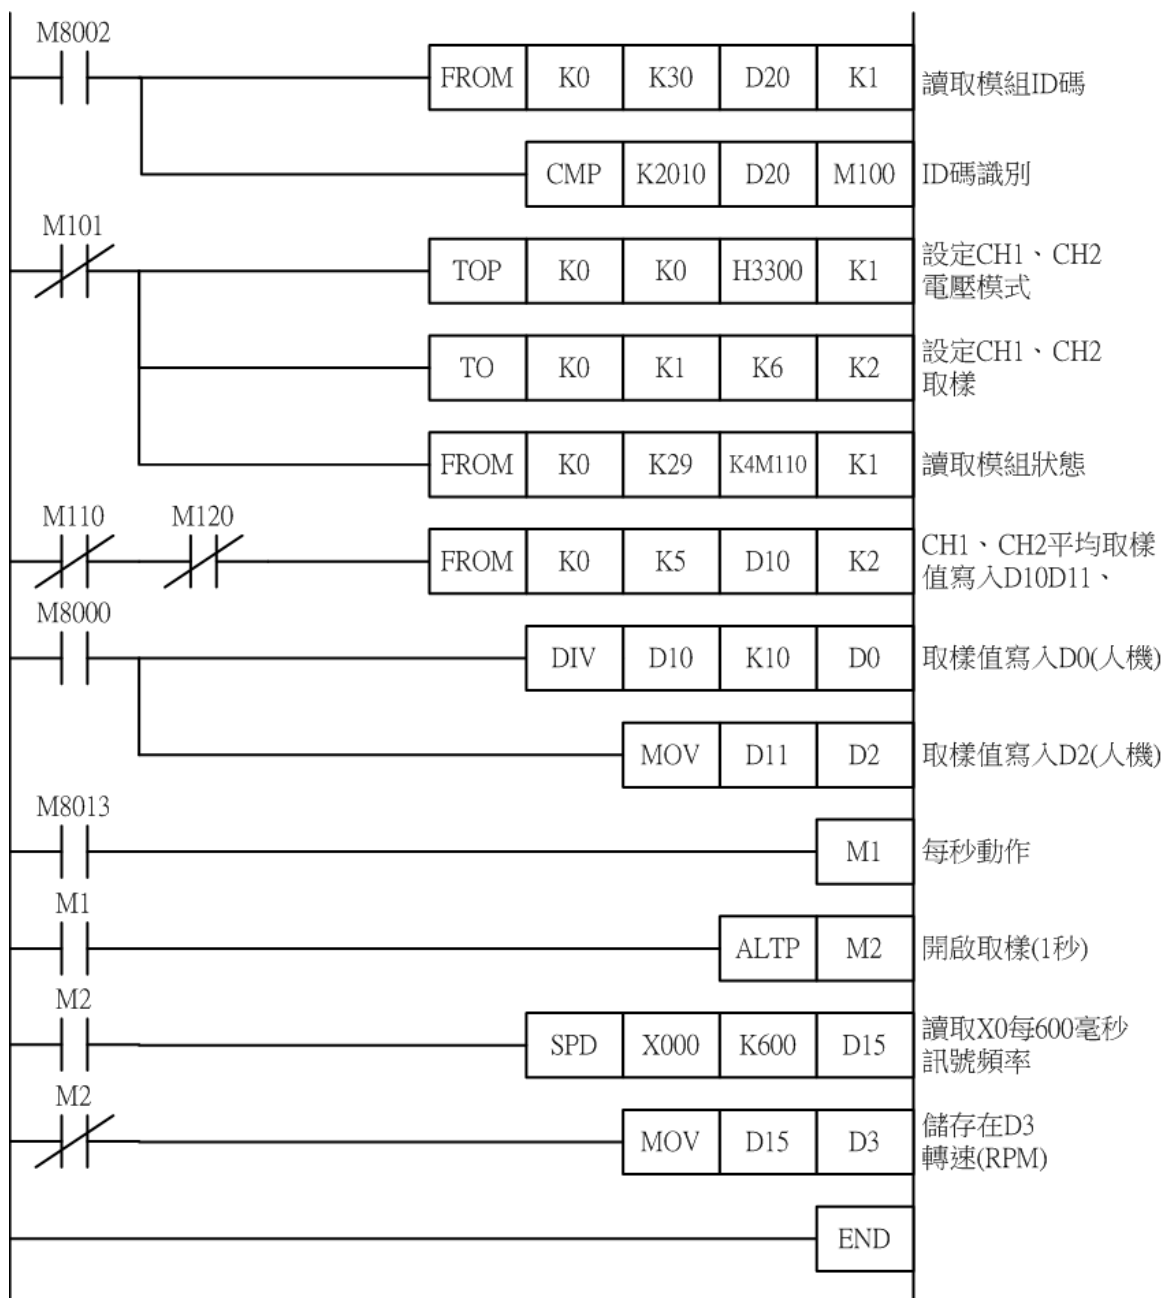 M8002
FROM K0 K30 D20 K1 讀取模組ID碼
CMP K2010 D20 M100 ID碼識別
M101
TOP K0 K0 H3300 K1 設定CH1、CH2
電壓模式
TO K0 K1 K6 K2 設定CH1、CH2
取樣
FROM K0 K29 K4M110 K1 讀取模組狀態
M110 M120
FROM K0 K5 D10 K2 CH1、CH2平均取樣
值寫入D10D11、
M8000
DIV D10 K10 D0 取樣值寫入D0(人機)
MOV D11 D2 取樣值寫入D2(人機)
M8013
M1 每秒動作
M1
ALTP M2 開啟取樣(1秒)
M2
SPD X000 K600 D15 讀取X0每600毫秒
訊號頻率
M2
MOV D15 D3 儲存在D3
轉速(RPM)
END